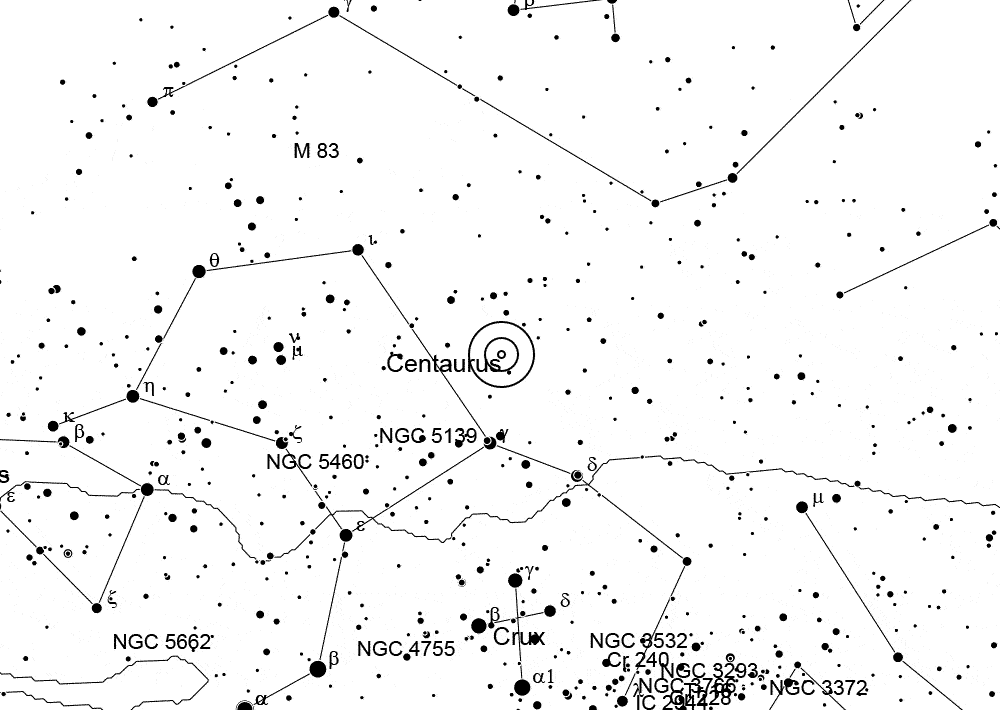 γ
β
π
M 83
ι
θ
ν
μ
Centaurus
η
κ
β
ζ
NGC 5139
γ
NGC 5460
δ
s
α
ε
μ
ε
γ
ζ
δ
β
Crux
NGC 5662
NGC 4755
NGC 3532
β
Cr 240
NGC 3293
α1
NGC 3766
NGC 3372
λ
α
IC 2944